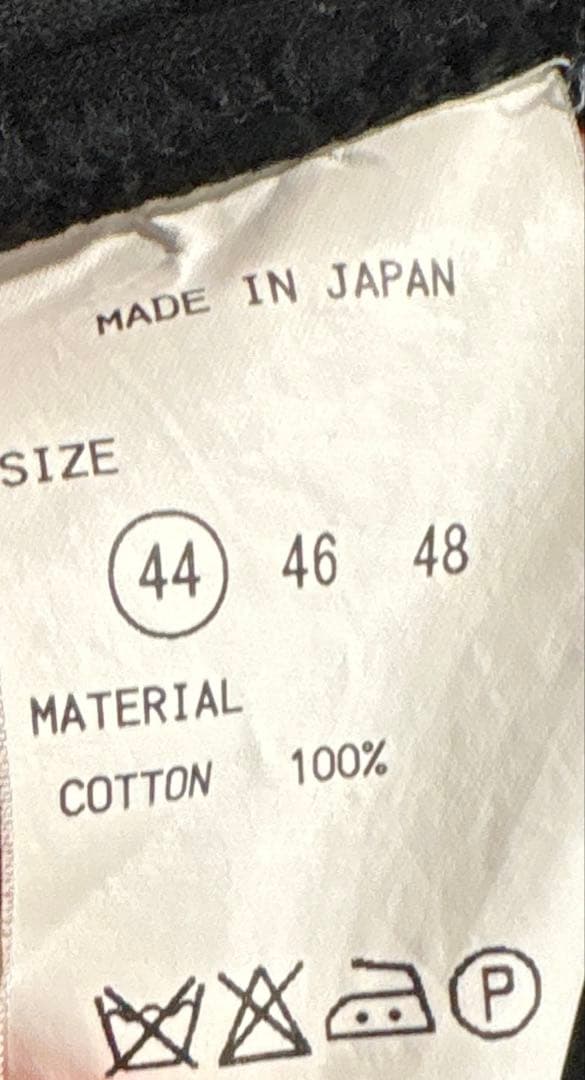 MADE IN JAPAN
SIZE
44 46 48
MATERIAL
COTTON 100%
P